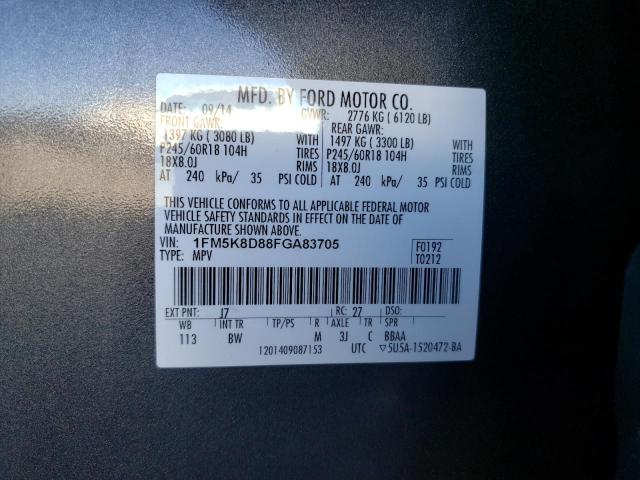 MFD. BY FORD MOTOR CO.
DATE: 09/14 GVWR: 2776 KG ( 6120 LB)
FRONT GAWR: REAR GAWR:
1397 KG ( 3080 LB) WITH 1497 KG ( 3300 LB) WITH
P245/60R18 104H TIRES P245/60R18 104H TIRES
18X8.0J RIMS 18X8.0J RIMS
AT 240 kPa/ 35 PSI COLD AT 240 kPa/ 35 PSI COLD
THIS VEHICLE CONFORMS TO ALL APPLICABLE FEDERAL MOTOR
VEHICLE SAFETY STANDARDS IN EFFECT ON THE DATE OF
MANUFACTURE SHOWN ABOVE.
VIN: 1FM5K8D88FGA83705 F0192
TYPE: MPV T0212
EXT PNT: J7 RC: 27 DSO:
WB INT TR TP/PS R AXLE TR SPR
113 BW M 3J C BBAA
1201409087153 UTC ▽5U5A-1520472-BA